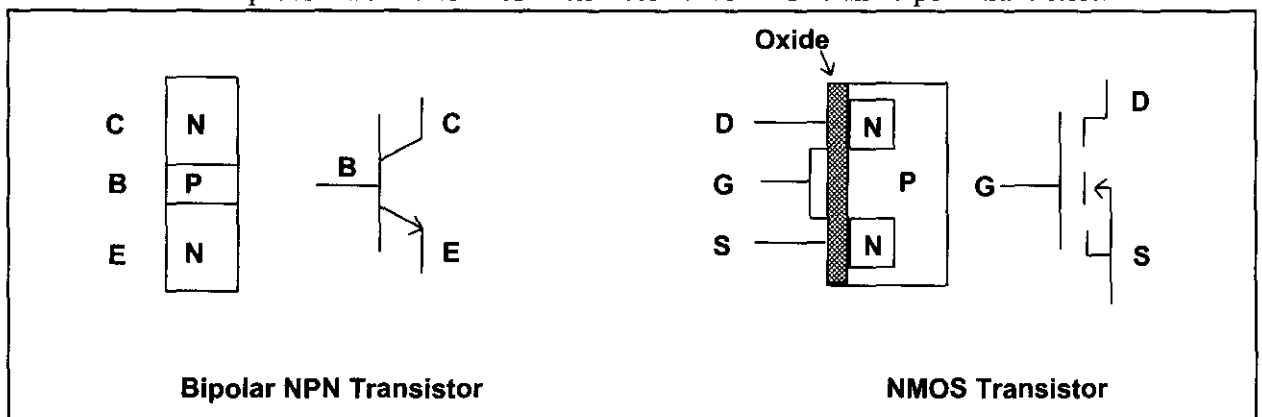 Oxide
C N C
B P B
E N E
D N D
G P G
S N S
Bipolar NPN Transistor NMOS Transistor